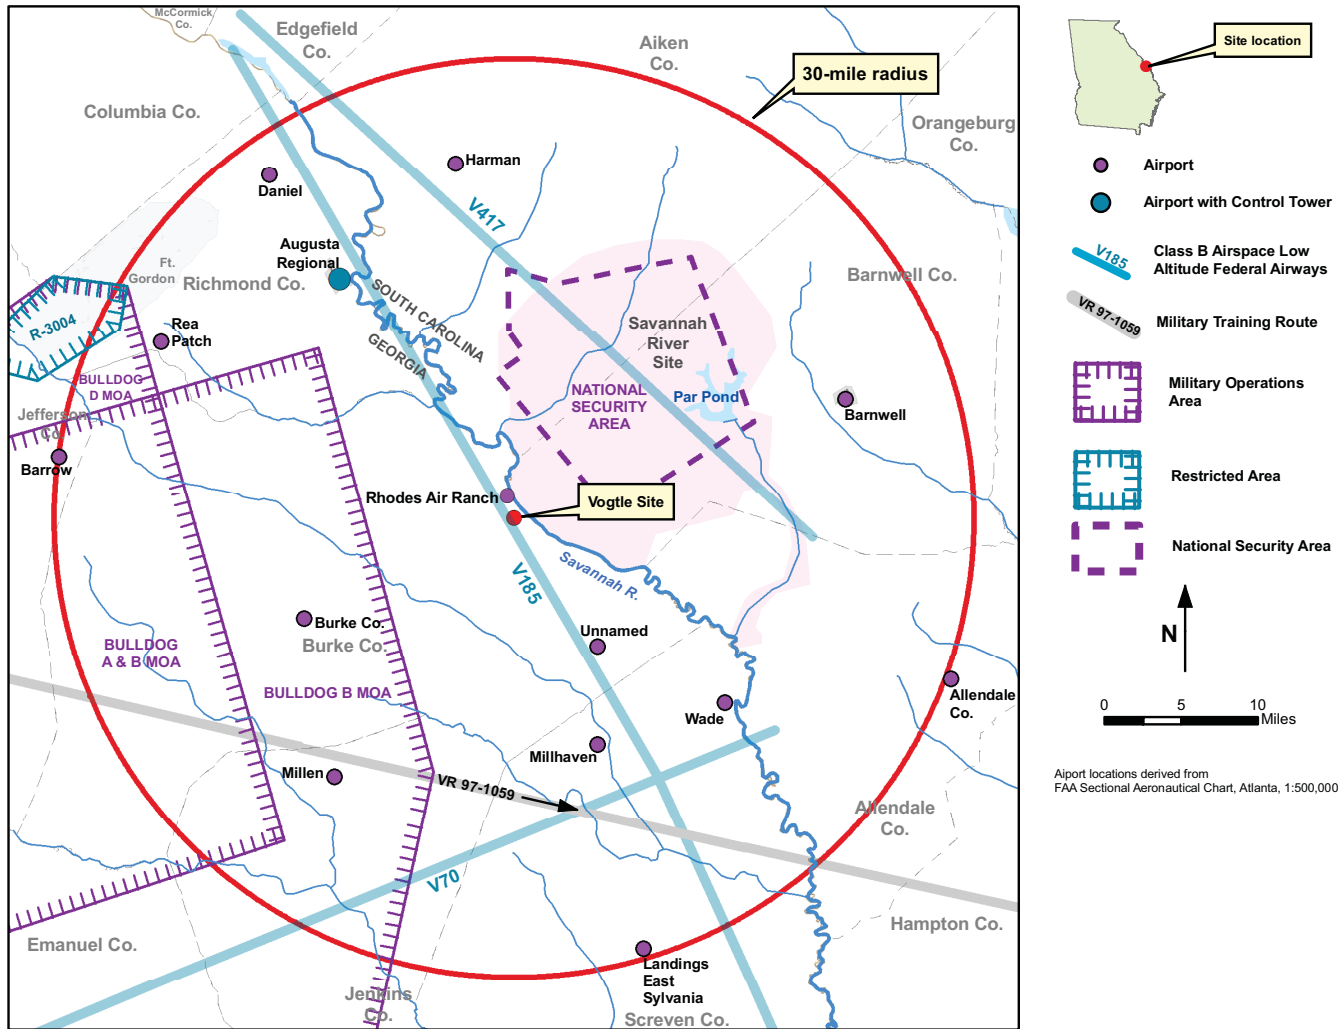 McCormick
Co.
Edgefield
Co.
Aiken
Co.
30-mile radius
Columbia Co.
Orangeburg
Co.
Harman
Daniel
V417
Augusta
Regional
Ft.
Gordon
Richmond Co.
SOUTH CAROLINA
GEORGIA
Barnwell Co.
R-3004
Rea
Patch
Savannah
River
Site
BULLDOG
D MOA
NATIONAL
SECURITY
AREA
Par Pond
Jefferson
Co.
Barnwell
Barrow
Rhodes Air Ranch
Vogtle Site
Savannah R.
V185
Burke Co.
Burke Co.
Unnamed
BULLDOG
A & B MOA
BULLDOG B MOA
Wade
Allendale
Co.
Millhaven
Millen
VR 97-1059
Allendale
Co.
V70
Emanuel Co.
Hampton Co.
Landings
East
Sylvania
Jenkins
Co.
Screven Co.
Site location
Airport
Airport with Control Tower
V185
Class B Airspace Low
Altitude Federal Airways
VR 97-1059
Military Training Route
Military Operations
Area
Restricted Area
National Security Area
N
0 5 10
Miles
Aiport locations derived from
FAA Sectional Aeronautical Chart, Atlanta, 1:500,000